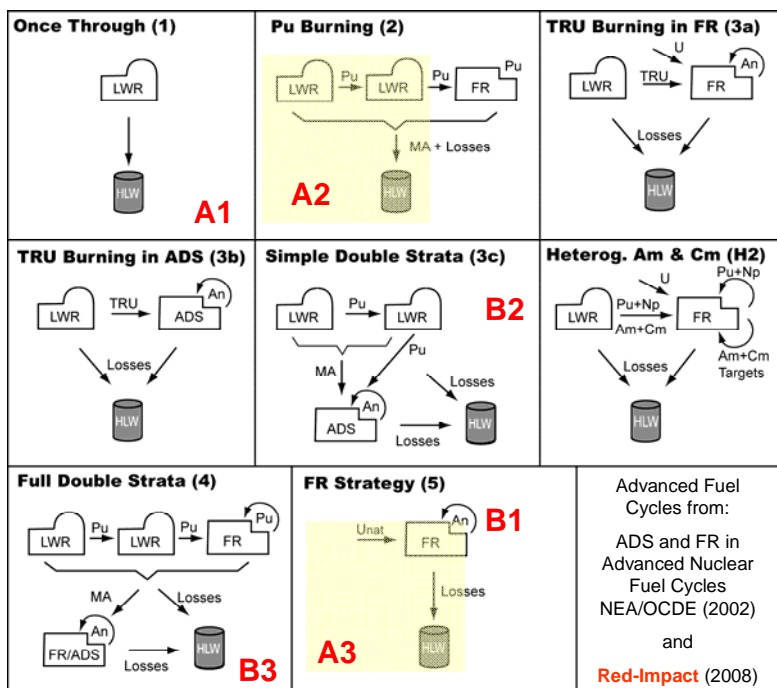 Once Through (1)
LWR
HLW
A1
Pu Burning (2)
Pu
LWR
Pu
LWR
Pu
FR
MA + Losses
HLW
A2
TRU Burning in FR (3a)
U
An
LWR
TRU
FR
Losses
HLW
TRU Burning in ADS (3b)
An
TRU
LWR
ADS
Losses
HLW
Simple Double Strata (3c)
B2
LWR
Pu
LWR
MA
Pu
Losses
An
ADS
Losses
HLW
Heterog. Am & Cm (H2)
U
Pu+Np
LWR
Pu+Np
Am+Cm
FR
Am+Cm
Targets
Losses
HLW
Full Double Strata (4)
LWR
Pu
LWR
Pu
FR
Pu
MA
Losses
An
FR/ADS
Losses
HLW
B3
FR Strategy (5)
An
B1
Unat
FR
Losses
HLW
A3
Advanced Fuel
Cycles from:
ADS and FR in
Advanced Nuclear
Fuel Cycles
NEA/OCDE (2002)
and
Red-Impact (2008)